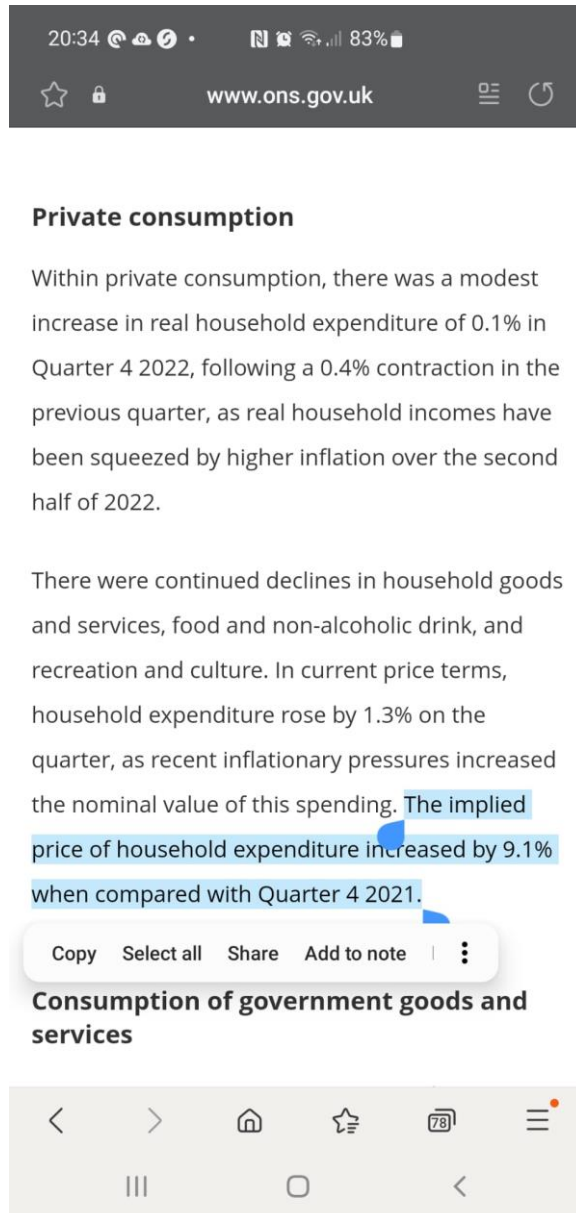 20:34 83%
www.ons.gov.uk
Private consumption
Within private consumption, there was a modest
increase in real household expenditure of 0.1% in
Quarter 4 2022, following a 0.4% contraction in the
previous quarter, as real household incomes have
been squeezed by higher inflation over the second
half of 2022.
There were continued declines in household goods
and services, food and non-alcoholic drink, and
recreation and culture. In current price terms,
household expenditure rose by 1.3% on the
quarter, as recent inflationary pressures increased
the nominal value of this spending. The implied
price of household expenditure increased by 9.1%
when compared with Quarter 4 2021.
Copy Select all Share Add to note
Consumption of government goods and
services
78